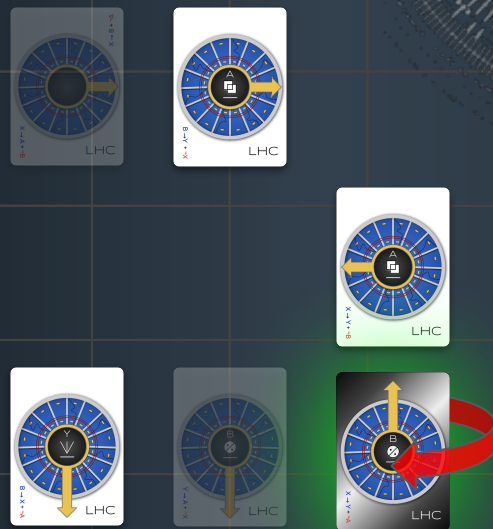 X→A+-B
LHC
A
B→Y+-X
LHC
A
X→Y+-B
LHC
Y
B→X+-A
LHC
B
Y→A+-X
LHC
B
X→Y+-A
LHC